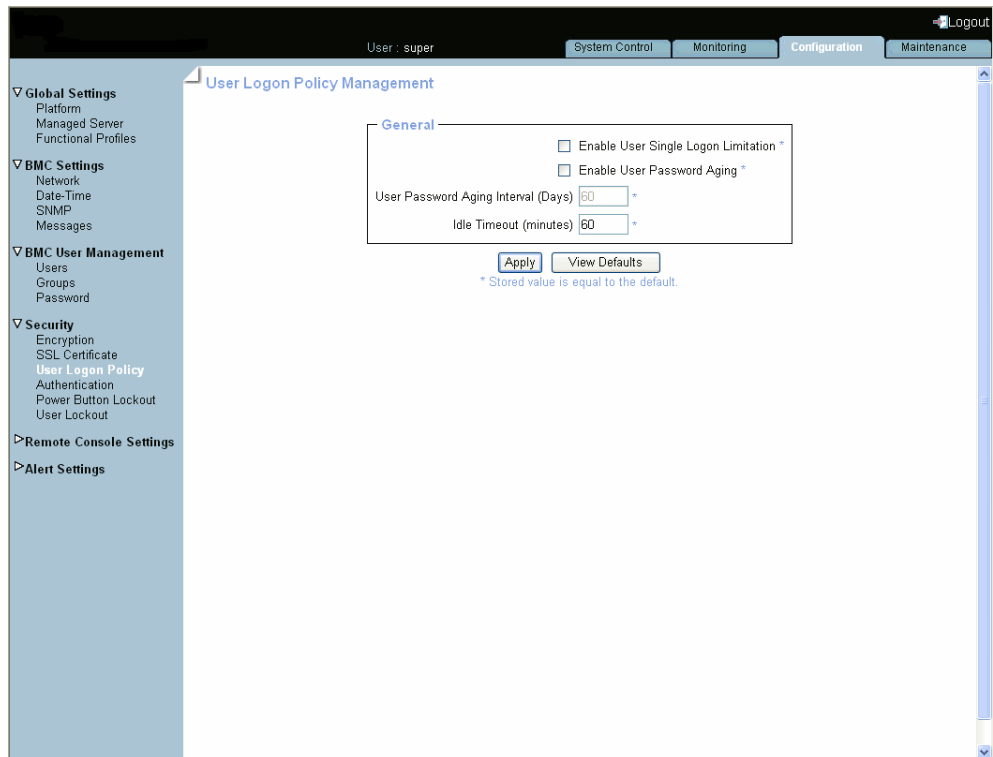 Logout
User : super
System Control
Monitoring
Configuration
Maintenance
Global Settings
Platform
Managed Server
Functional Profiles
BMC Settings
Network
Date-Time
SNMP
Messages
BMC User Management
Users
Groups
Password
Security
Encryption
SSL Certificate
User Logon Policy
Authentication
Power Button Lockout
User Lockout
Remote Console Settings
Alert Settings
User Logon Policy Management
General
Enable User Single Logon Limitation *
Enable User Password Aging *
User Password Aging Interval (Days) 60 *
Idle Timeout (minutes) 60 *
Apply View Defaults
* Stored value is equal to the default.